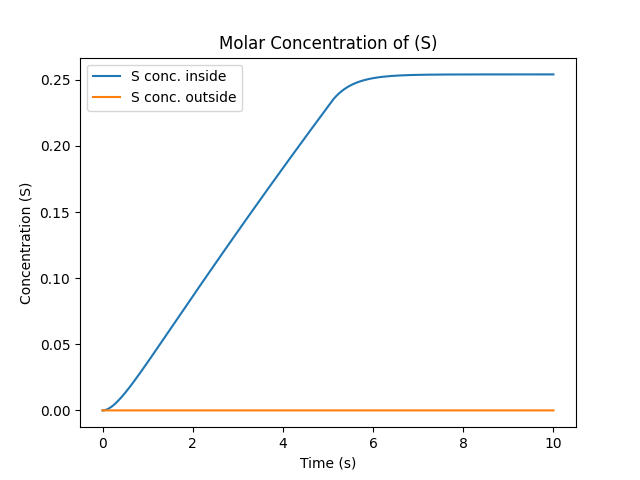 Molar Concentration of (S)
S conc. inside
S conc. outside
Concentration (S)
0.25
0.20
0.15
0.10
0.05
0.00
0 2 4 6 8 10
Time (s)